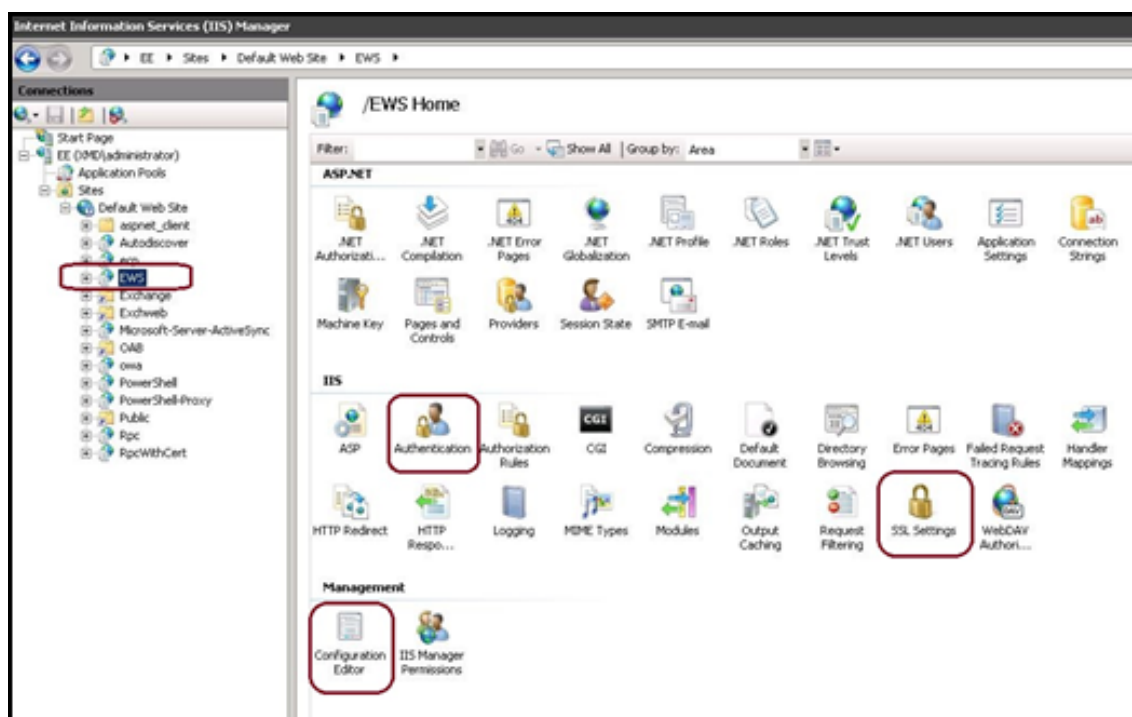 Internet Information Services (IIS) Manager
EE Sites Default Web Site EWS
Connections
Start Page
EE (XMD\administrator)
Application Pools
Sites
Default Web Site
aspnet_client
Autodiscover
ecp
EWS
Exchange
Exchweb
Microsoft-Server-ActiveSync
OAB
owa
PowerShell
PowerShell-Proxy
Public
Rpc
RpcWithCert
/EWS Home
Filter: Go Show All Group by: Area
ASP.NET
.NET Authorizati...
.NET Compilation
.NET Error Pages
.NET Globalization
.NET Profile
.NET Roles
.NET Trust Levels
.NET Users
Application Settings
Connection Strings
Machine Key
Pages and Controls
Providers
Session State
SMTP E-mail
IIS
ASP
Authentication
Authorization Rules
CGI
Compression
Default Document
Directory Browsing
Error Pages
Failed Request Tracing Rules
Handler Mappings
HTTP Redirect
HTTP Respo...
Logging
MIME Types
Modules
Output Caching
Request Filtering
SSL Settings
WebDAV Authori...
Management
Configuration Editor
IIS Manager Permissions